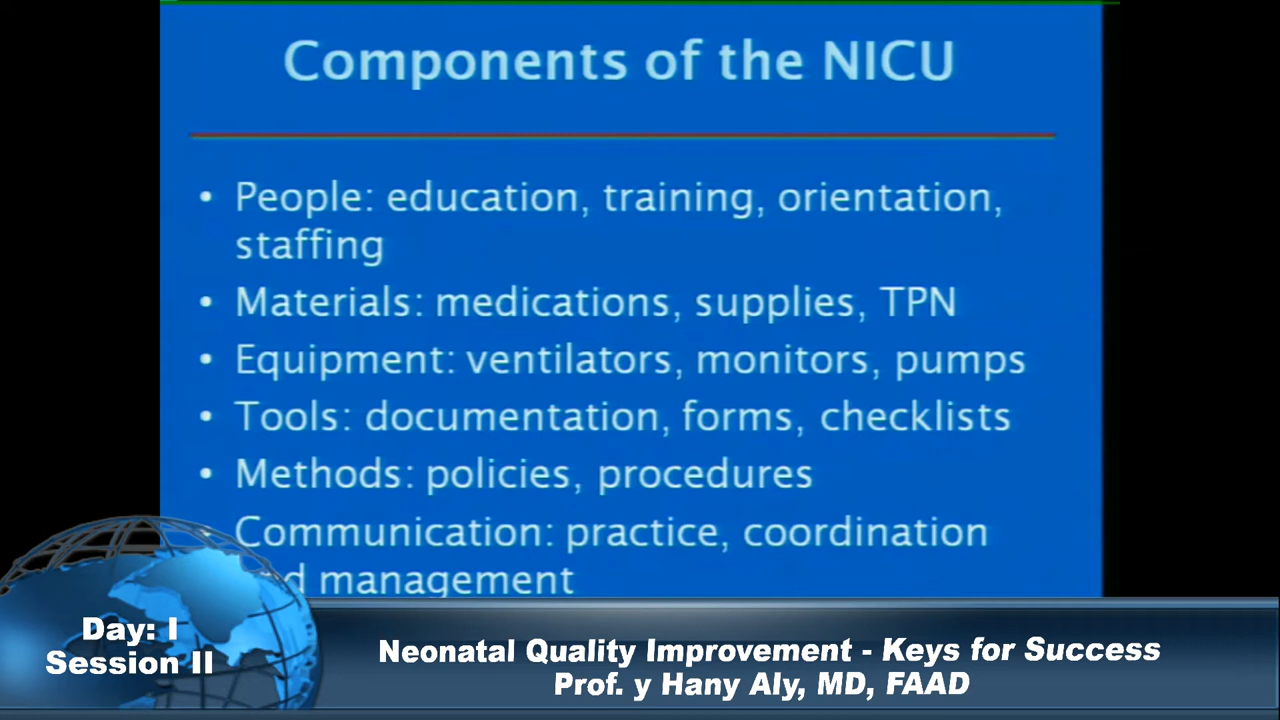 Components of the NICU
• People: education, training, orientation,
staffing
• Materials: medications, supplies, TPN
• Equipment: ventilators, monitors, pumps
• Tools: documentation, forms, checklists
• Methods: policies, procedures
Communication: practice, coordination
management
Day: I
Session II
Neonatal Quality Improvement - Keys for Success
Prof. y Hany Aly, MD, FAAD